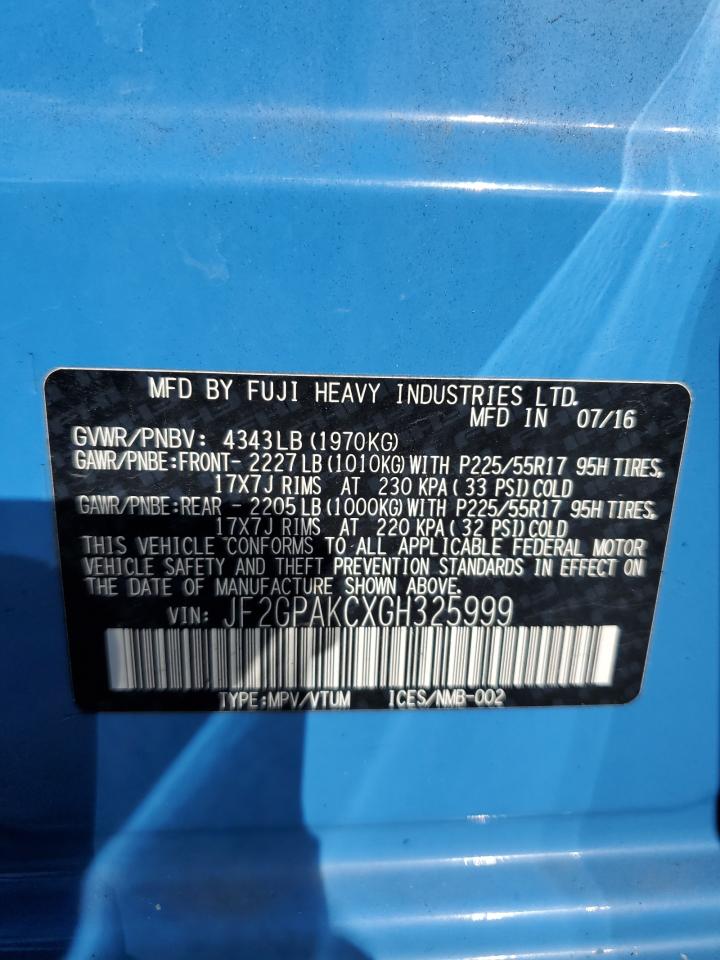 MFD BY FUJI HEAVY INDUSTRIES LTD.
MFD IN 07/16
GVWR/PNBV: 4343LB(1970KG)
GAWR/PNBE:FRONT- 2227LB(1010KG)WITH P225/55R17 95H TIRES,
17X7J RIMS AT 230 KPA( 33 PSI)COLD
GAWR/PNBE:REAR - 2205LB(1000KG)WITH P225/55R17 95H TIRES,
17X7J RIMS AT 220 KPA( 32 PSI)COLD
THIS VEHICLE CONFORMS TO ALL APPLICABLE FEDERAL MOTOR
VEHICLE SAFETY AND THEFT PREVENTION STANDARDS IN EFFECT ON
THE DATE OF MANUFACTURE SHOWN ABOVE.
VIN: JF2GPAKCXGH325999
TYPE:MPV/VTUM ICES/NMB-002